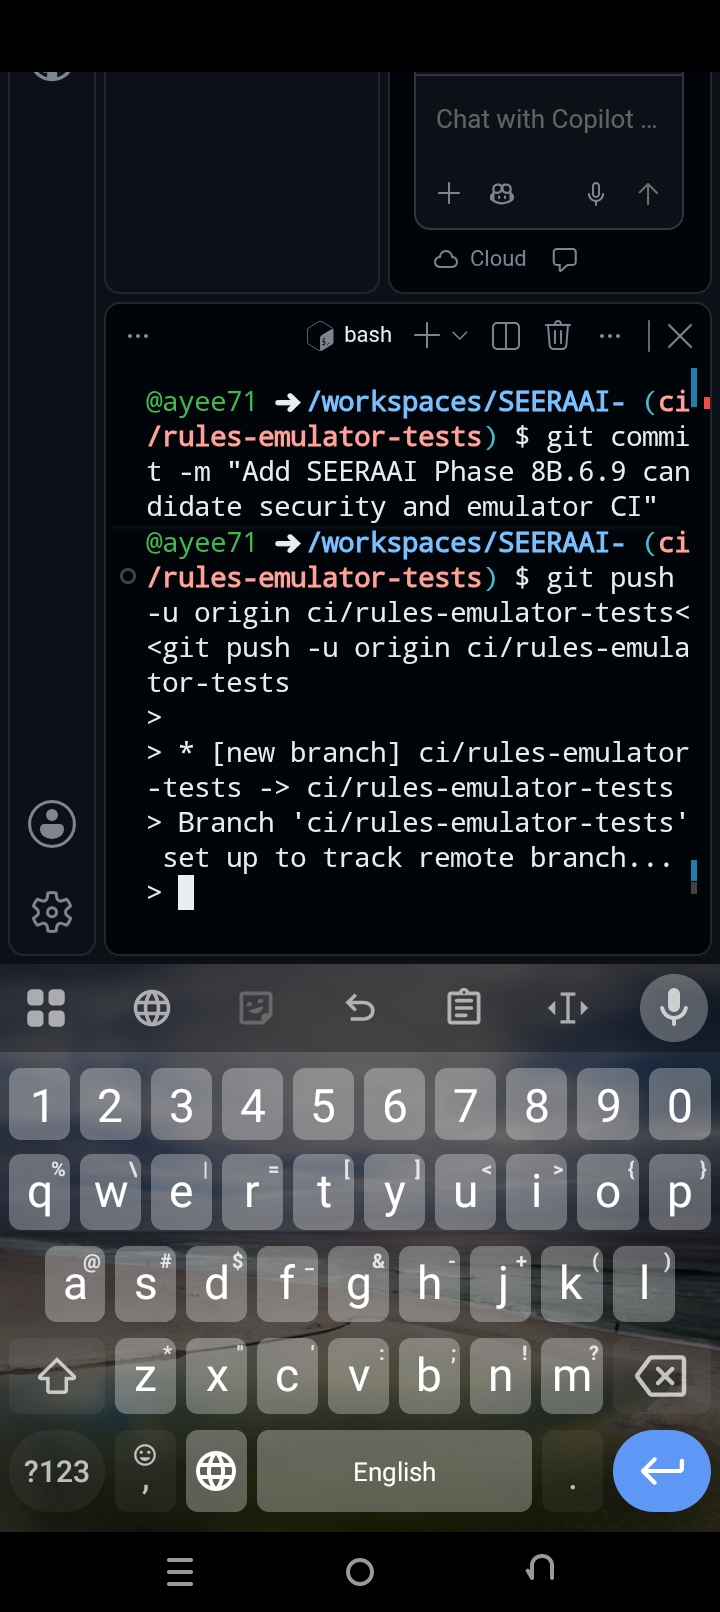 Chat with Copilot ...
Cloud
bash
@ayee71 ➜ /workspaces/SEERAAI- (ci
/rules-emulator-tests) $ git commi
t -m "Add SEERAAI Phase 8B.6.9 can
didate security and emulator CI"
@ayee71 ➜ /workspaces/SEERAAI- (ci
/rules-emulator-tests) $ git push
-u origin ci/rules-emulator-tests<
<git push -u origin ci/rules-emula
tor-tests
>
> * [new branch] ci/rules-emulator
-tests -> ci/rules-emulator-tests
> Branch 'ci/rules-emulator-tests'
set up to track remote branch...
>
1 2 3 4 5 6 7 8 9 0
% \ | = [ ] < > { }
q w e r t y u i o p
@ # $ _ & - + ( )
a s d f g h j k l
* " ' : ; ! ?
z x c v b n m
?123 , English .